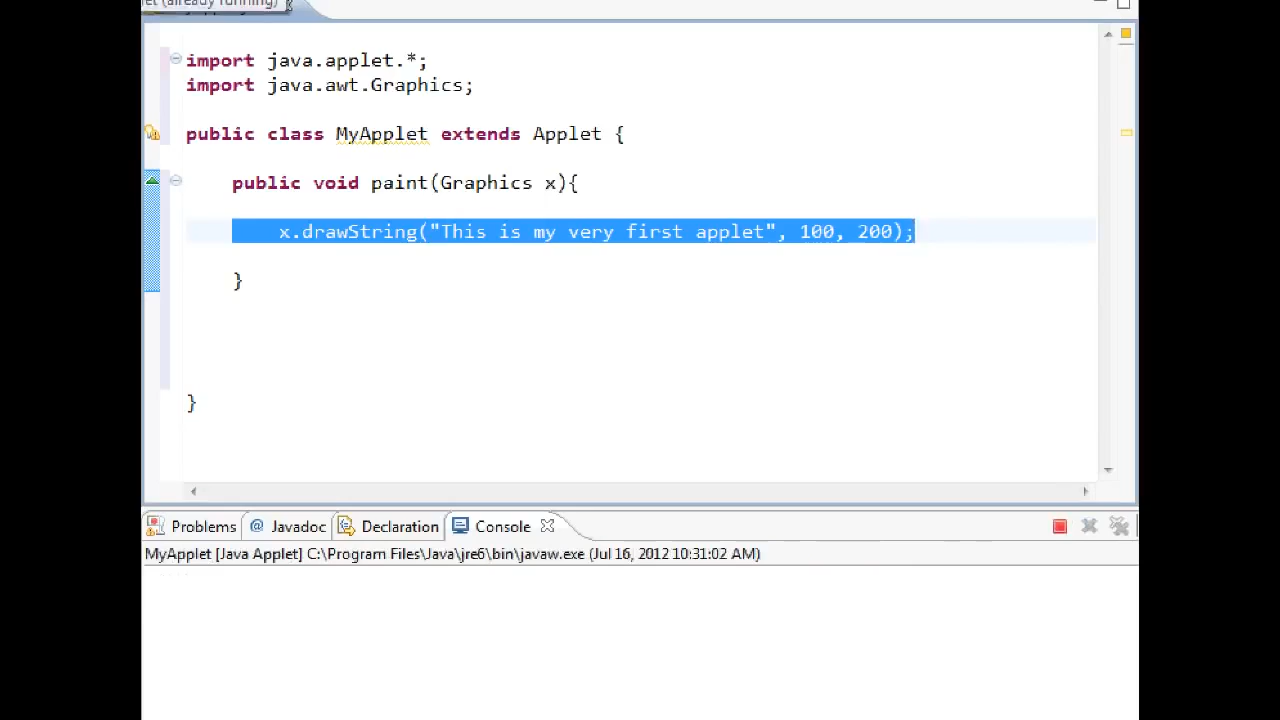 (already running)
import java.applet.*;
import java.awt.Graphics;
public class MyApplet extends Applet {
public void paint(Graphics x){
x.drawString("This is my very first applet", 100, 200);
}
}
Problems @ Javadoc Declaration Console
MyApplet [Java Applet] C:\Program Files\Java\jre6\bin\javaw.exe (Jul 16, 2012 10:31:02 AM)